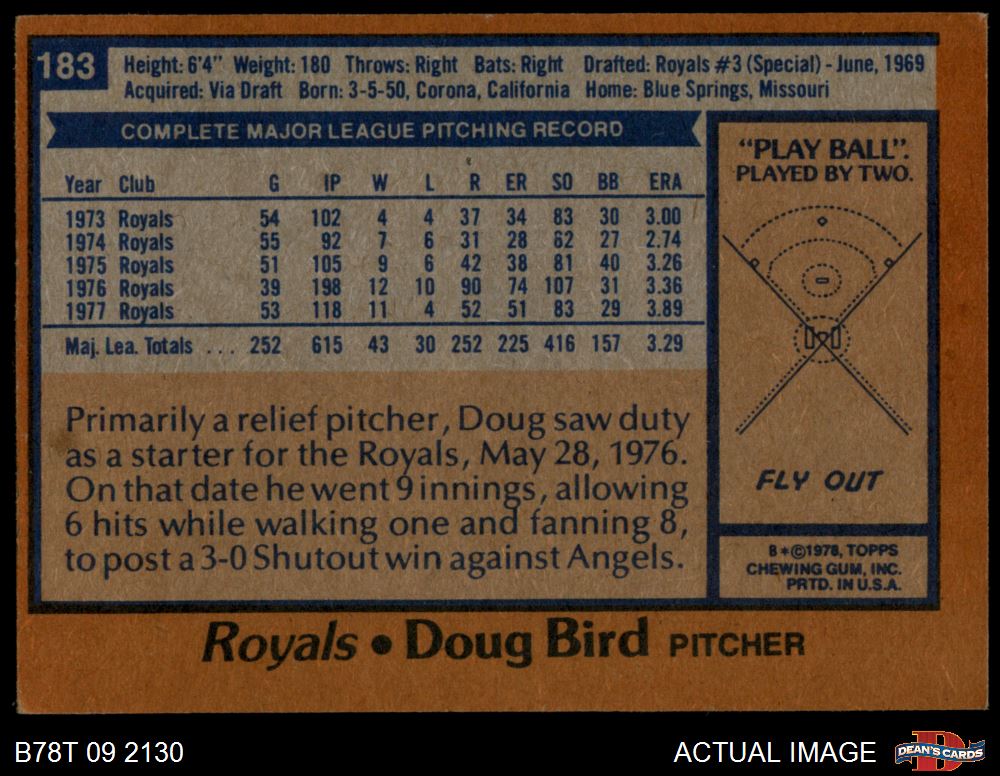 183
Height: 6'4" Weight: 180 Throws: Right Bats: Right Drafted: Royals #3 (Special) - June, 1969
Acquired: Via Draft Born: 3-5-50, Corona, California Home: Blue Springs, Missouri
COMPLETE MAJOR LEAGUE PITCHING RECORD
Year Club G IP W L R ER SO BB ERA
1973 Royals 54 102 4 4 37 34 83 30 3.00
1974 Royals 55 92 7 6 31 28 62 27 2.74
1975 Royals 51 105 9 6 42 38 81 40 3.26
1976 Royals 39 198 12 10 90 74 107 31 3.36
1977 Royals 53 118 11 4 52 51 83 29 3.89
Maj. Lea. Totals ... 252 615 43 30 252 225 416 157 3.29
Primarily a relief pitcher, Doug saw duty
as a starter for the Royals, May 28, 1976.
On that date he went 9 innings, allowing
6 hits while walking one and fanning 8,
to post a 3-0 Shutout win against Angels.
"PLAY BALL".
PLAYED BY TWO.
FLY OUT
B*©1978, TOPPS
CHEWING GUM, INC.
PRTD. IN U.S.A.
Royals • Doug Bird PITCHER
B78T 09 2130
ACTUAL IMAGE
DEAN'S CARDS